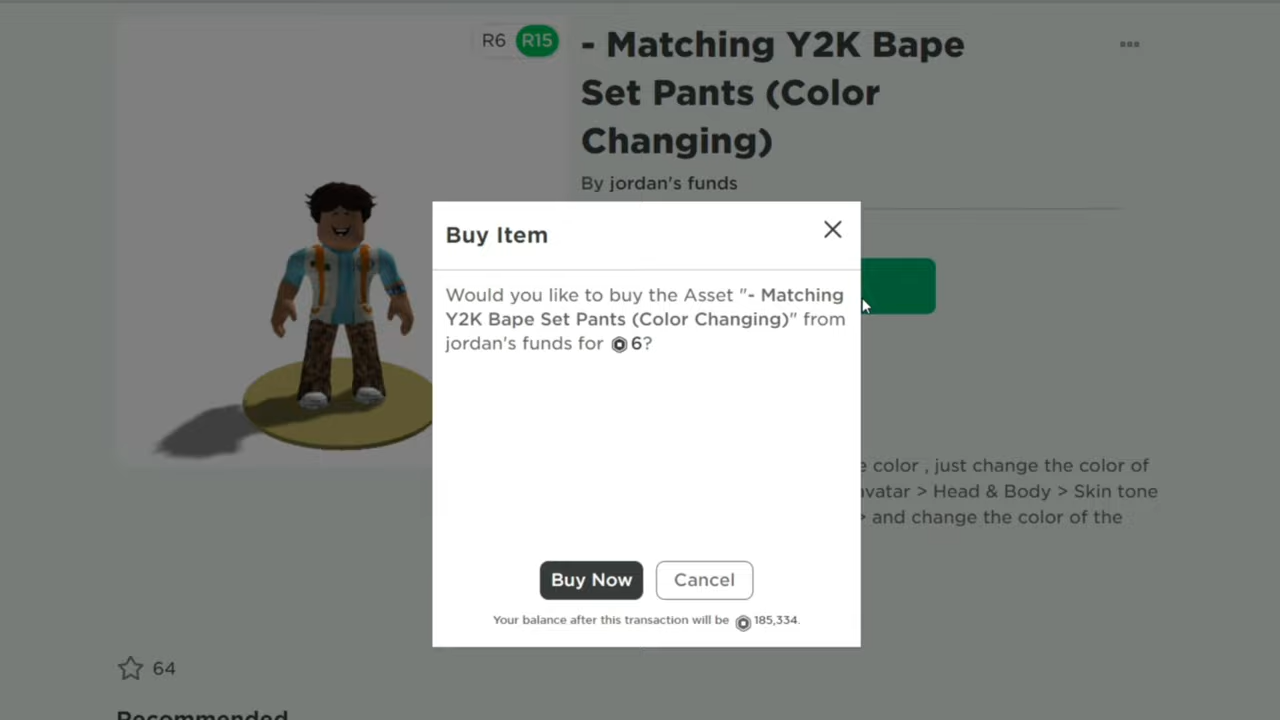 R6 R15
- Matching Y2K Bape
Set Pants (Color
Changing)
By jordan's funds
Buy Item
Would you like to buy the Asset "- Matching
Y2K Bape Set Pants (Color Changing)" from
jordan's funds for 6?
color , just change the color of
> Head & Body > Skin tone
> and change the color of the
Buy Now Cancel
Your balance after this transaction will be 185,334.
64
Recommended